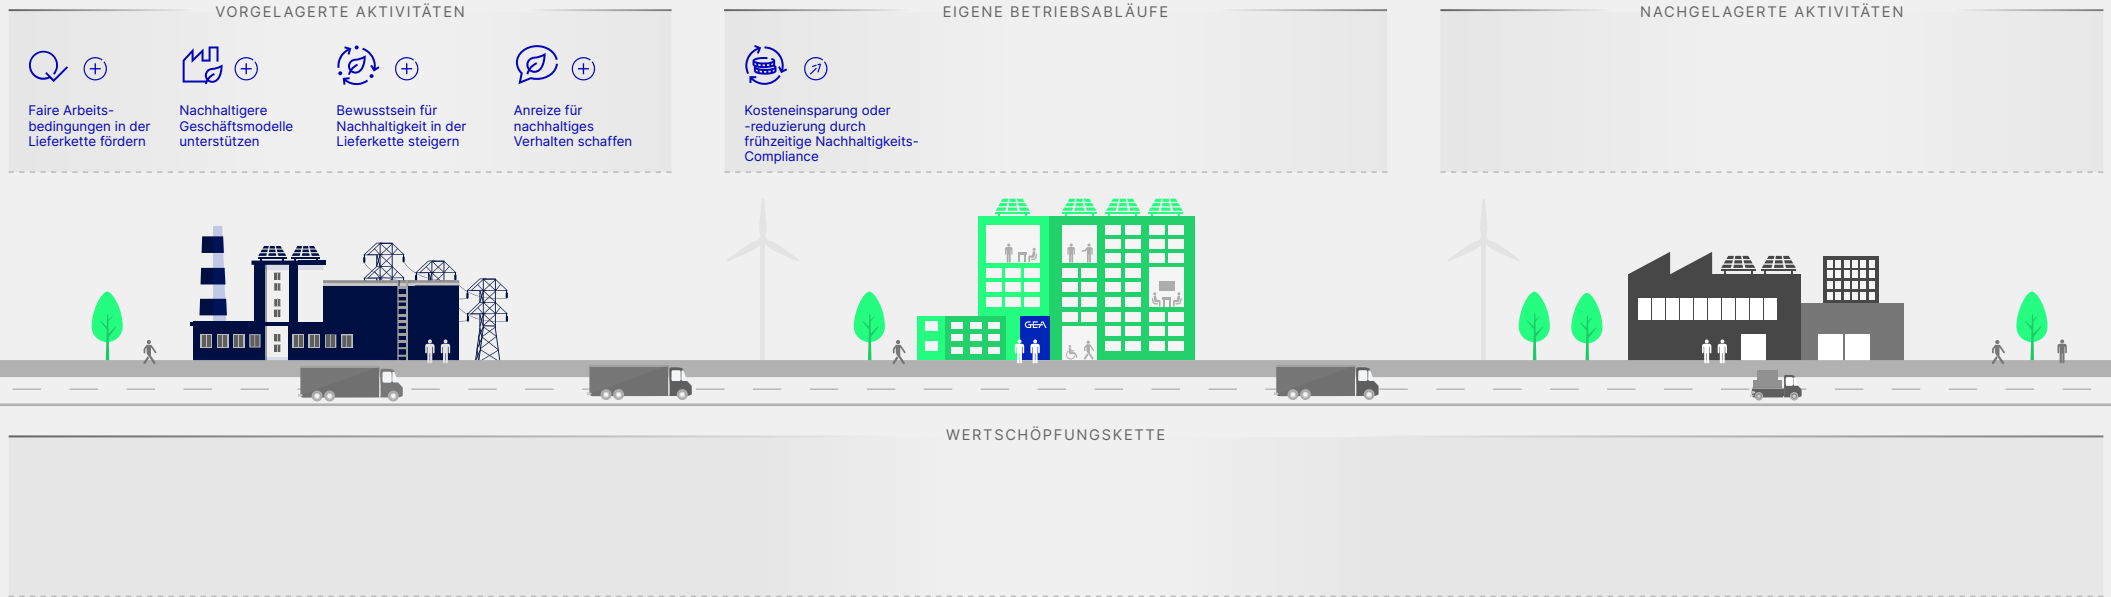 VORGELAGERTE AKTIVITÄTEN
Faire Arbeits-
bedingungen in der
Lieferkette fördern
Nachhaltigere
Geschäftsmodelle
unterstützen
Bewusstsein für
Nachhaltigkeit in der
Lieferkette steigern
Anreize für
nachhaltiges
Verhalten schaffen
EIGENE BETRIEBSABLÄUFE
Kosteneinsparung oder
-reduzierung durch
frühzeitige Nachhaltigkeits-
Compliance
NACHGELAGERTE AKTIVITÄTEN
GEA
WERTSCHÖPFUNGSKETTE